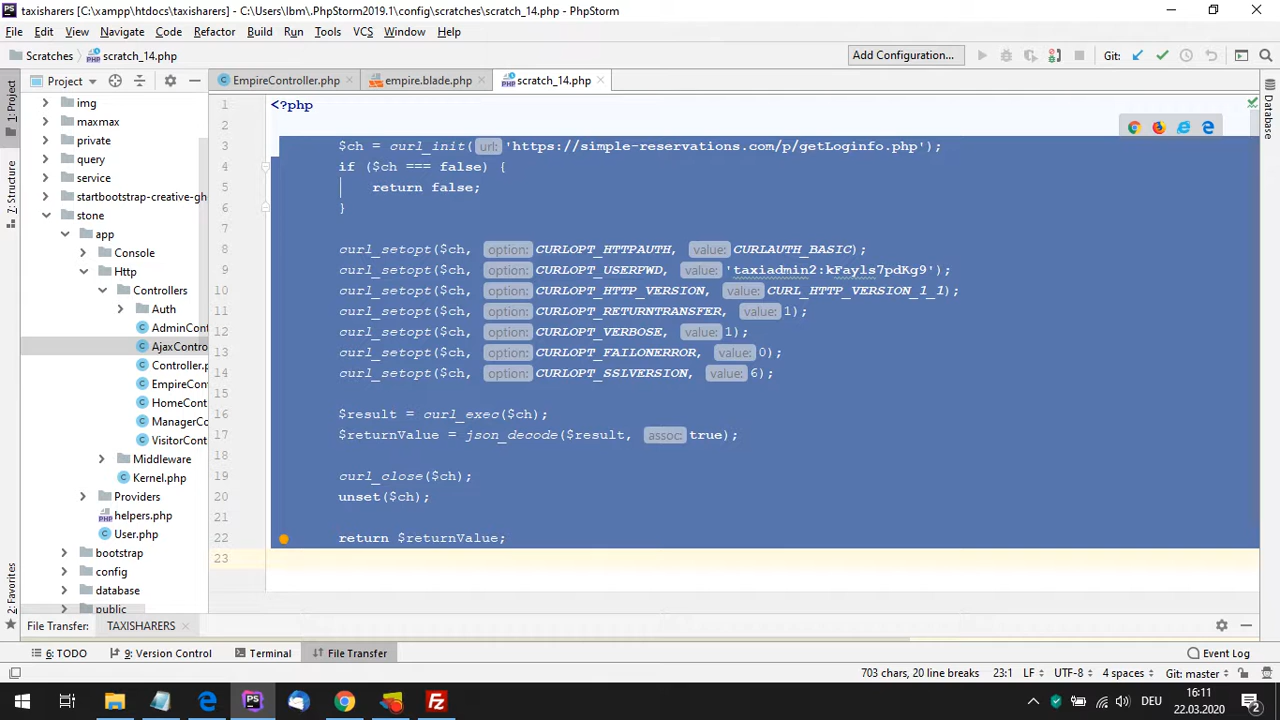 taxisharers [C:\xampp\htdocs\taxisharers] - C:\Users\lbm\.PhpStorm2019.1\config\scratches\scratch_14.php - PhpStorm
File Edit View Navigate Code Refactor Build Run Tools VCS Window Help
Scratches scratch_14.php Add Configuration... Git:
1: Project
7: Structure
2: Favorites
Project
img
maxmax
private
query
service
startbootstrap-creative-gh
stone
app
Console
Http
Controllers
Auth
AdminCont
AjaxContro
Controller.p
EmpireCont
HomeCont
ManagerCo
VisitorCont
Middleware
Kernel.php
Providers
helpers.php
User.php
bootstrap
config
database
public
EmpireController.php empire.blade.php scratch_14.php
1 <?php
2
3 $ch = curl_init( url: 'https://simple-reservations.com/p/getLoginfo.php');
4 if ($ch === false) {
5 return false;
6 }
7
8 curl_setopt($ch, option: CURLOPT_HTTPAUTH, value: CURLAUTH_BASIC);
9 curl_setopt($ch, option: CURLOPT_USERPWD, value: 'taxiadmin2:kFayls7pdKg9');
10 curl_setopt($ch, option: CURLOPT_HTTP_VERSION, value: CURL_HTTP_VERSION_1_1);
11 curl_setopt($ch, option: CURLOPT_RETURNTRANSFER, value: 1);
12 curl_setopt($ch, option: CURLOPT_VERBOSE, value: 1);
13 curl_setopt($ch, option: CURLOPT_FAILONERROR, value: 0);
14 curl_setopt($ch, option: CURLOPT_SSLVERSION, value: 6);
15
16 $result = curl_exec($ch);
17 $returnValue = json_decode($result, assoc: true);
18
19 curl_close($ch);
20 unset($ch);
21
22 return $returnValue;
23
Database
File Transfer: TAXISHARERS
6: TODO 9: Version Control Terminal File Transfer Event Log
703 chars, 20 line breaks 23:1 LF UTF-8 4 spaces Git: master
DEU 16:11
22.03.2020 2